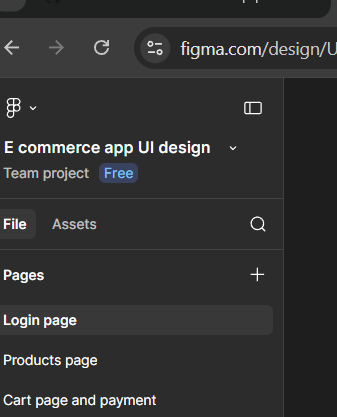 figma.com/design/U
E commerce app UI design
Team project Free
File Assets
Pages
Login page
Products page
Cart page and payment